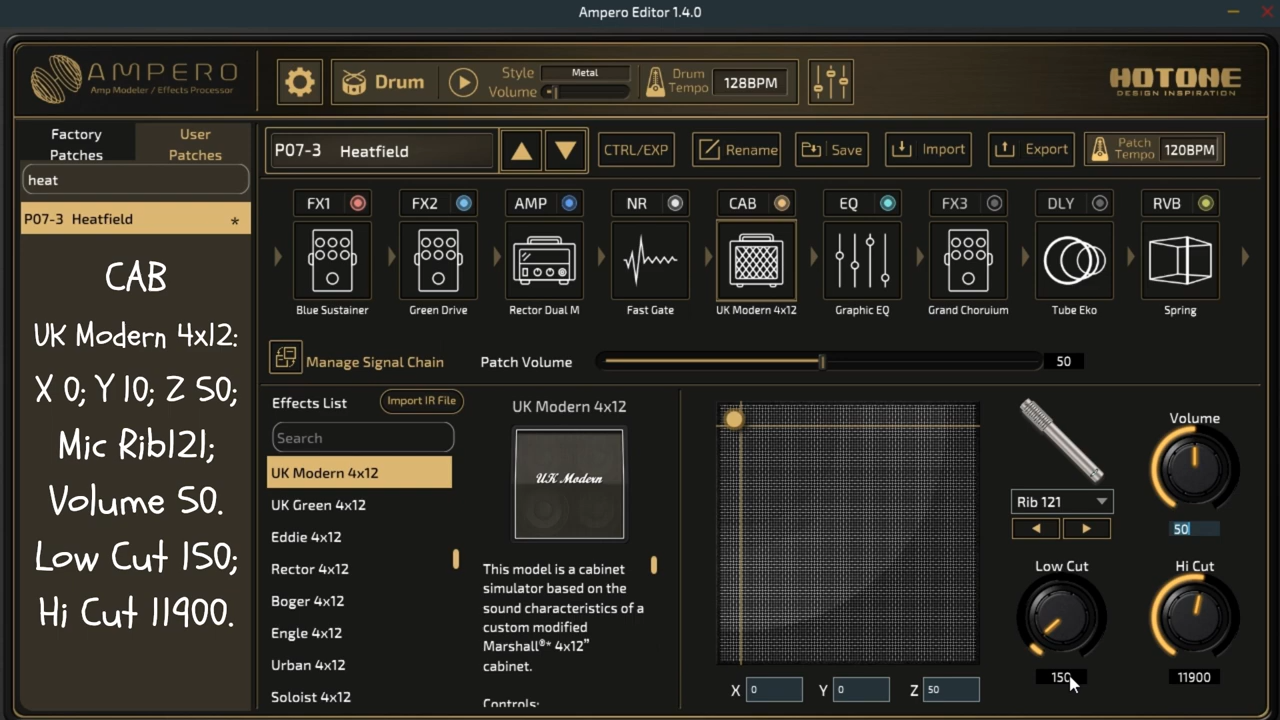 Ampero Editor 1.4.0
AMPERO
Amp Modeler / Effects Processor
Drum
Style
Metal
Volume
Drum
Tempo
128BPM
HOTONE
DESIGN INSPIRATION
Factory
Patches
User
Patches
heat
P07-3 Heatfield *
P07-3 Heatfield
CTRL/EXP
Rename
Save
Import
Export
Patch
Tempo
120BPM
FX1
FX2
AMP
NR
CAB
EQ
FX3
DLY
RVB
Blue Sustainer
Green Drive
Rector Dual M
Fast Gate
UK Modern 4x12
Graphic EQ
Grand Choruium
Tube Eko
Spring
CAB
UK Modern 4x12:
X 0; Y 10; Z 50;
Mic Rib121;
Volume 50.
Low Cut 150;
Hi Cut 11900.
Manage Signal Chain
Patch Volume
50
Effects List
Import IR File
Search
UK Modern 4x12
UK Green 4x12
Eddie 4x12
Rector 4x12
Boger 4x12
Engle 4x12
Urban 4x12
Soloist 4x12
UK Modern 4x12
UK Modern
This model is a cabinet
simulator based on the
sound characteristics of a
custom modified
Marshall®* 4x12”
cabinet.
Controls:
X 0
Y 0
Z 50
Rib 121
Volume
50
Low Cut
150
Hi Cut
11900